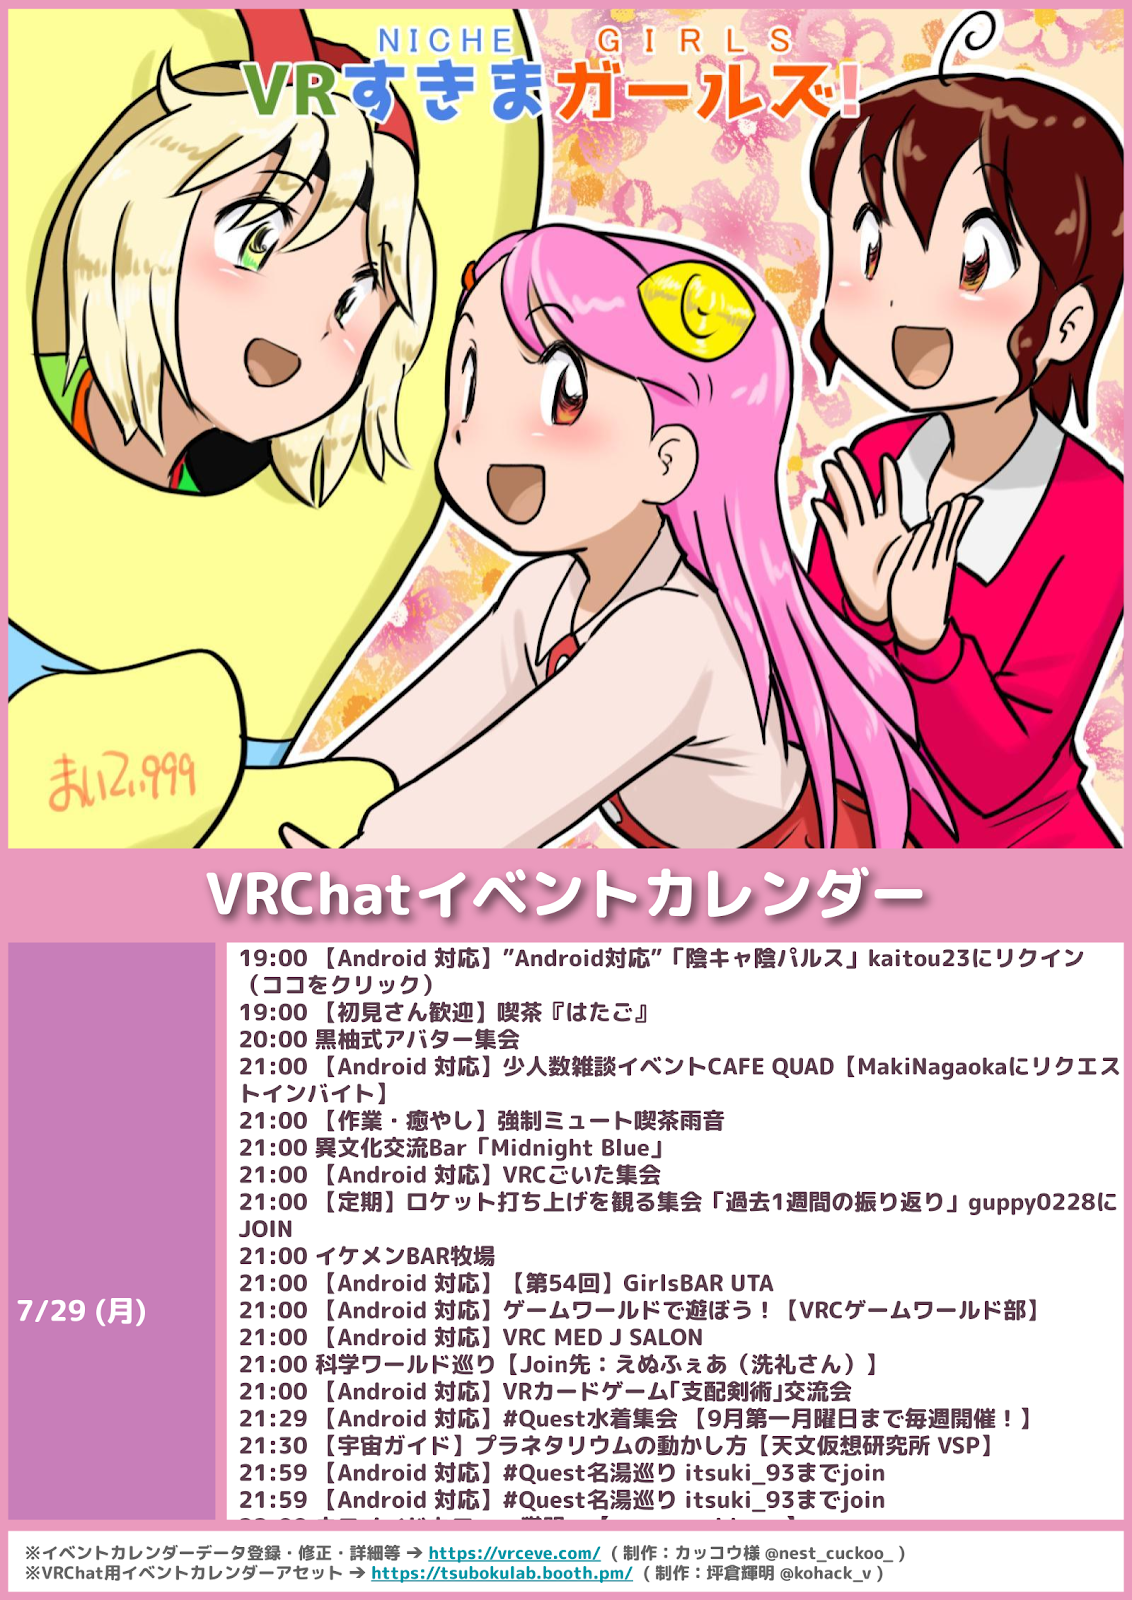 NICHE GIRLS
VRすきまガールズ!
まいてぃ999
VRChatイベントカレンダー
7/29 (月)
19:00 【Android 対応】”Android対応”「陰キャ陰パルス」kaitou23にリクイン
（ココをクリック）
19:00 【初見さん歓迎】喫茶『はたご』
20:00 黒柚式アバター集会
21:00 【Android 対応】少人数雑談イベントCAFE QUAD【MakiNagaokaにリクエス
トインバイト】
21:00 【作業・癒やし】強制ミュート喫茶雨音
21:00 異文化交流Bar「Midnight Blue」
21:00 【Android 対応】VRCごいた集会
21:00 【定期】ロケット打ち上げを観る集会「過去1週間の振り返り」guppy0228に
JOIN
21:00 イケメンBAR牧場
21:00 【Android 対応】【第54回】GirlsBAR UTA
21:00 【Android 対応】ゲームワールドで遊ぼう！【VRCゲームワールド部】
21:00 【Android 対応】VRC MED J SALON
21:00 科学ワールド巡り【Join先：えぬふぇあ（洗礼さん）】
21:00 【Android 対応】VRカードゲーム｢支配剣術｣交流会
21:29 【Android 対応】#Quest水着集会 【9月第一月曜日まで毎週開催！】
21:30 【宇宙ガイド】プラネタリウムの動かし方【天文仮想研究所 VSP】
21:59 【Android 対応】#Quest名湯巡り itsuki_93までjoin
21:59 【Android 対応】#Quest名湯巡り itsuki_93までjoin
※イベントカレンダーデータ登録・修正・詳細等 → https://vrceve.com/ （ 制作：カッコウ様 @nest_cuckoo_ ）
※VRChat用イベントカレンダーアセット → https://tsubokulab.booth.pm/ （ 制作：坪倉輝明 @kohack_v ）